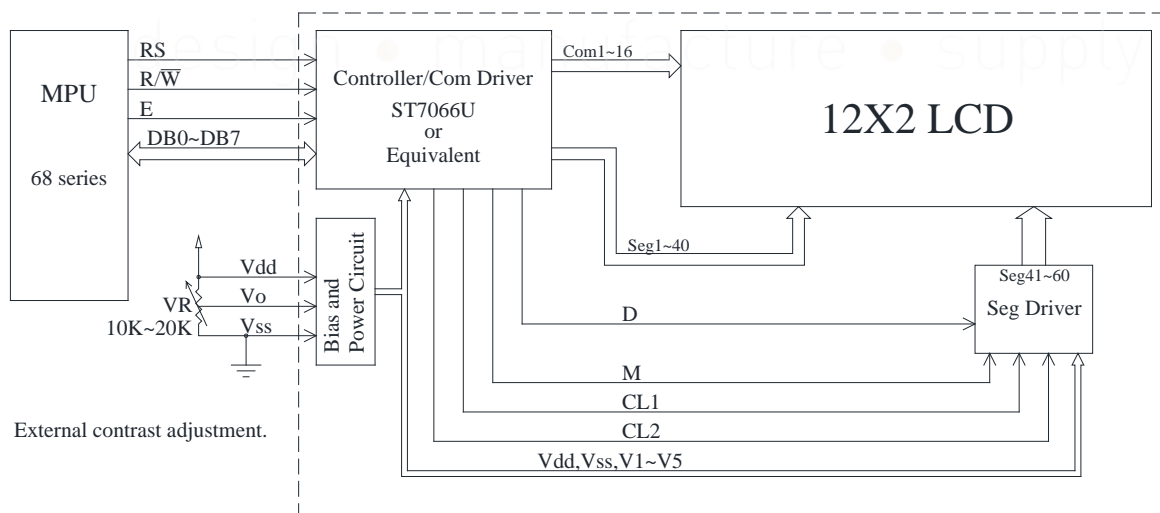 design • manufacture • supply
MPU
68 series
RS
R/W̅
E
DB0~DB7
Controller/Com Driver
ST7066U
or
Equivalent
Com1~16
12X2 LCD
Seg1~40
Seg41~60
Seg Driver
Vdd
Vo
Vss
VR
10K~20K
Bias and
Power Circuit
D
M
CL1
CL2
Vdd,Vss,V1~V5
External contrast adjustment.